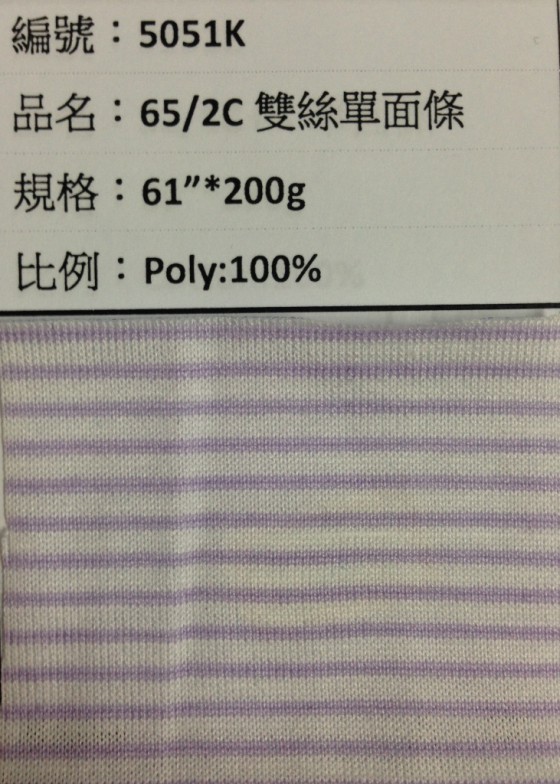 編號：5051K
品名：65/2C 雙絲單面條
規格：61”*200g
比例：Poly:100%